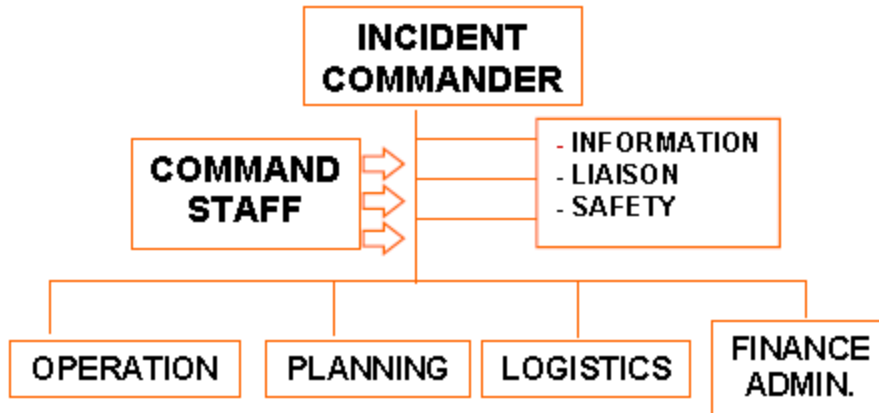 INCIDENT
COMMANDER
COMMAND
STAFF
- INFORMATION
- LIAISON
- SAFETY
OPERATION
PLANNING
LOGISTICS
FINANCE
ADMIN.